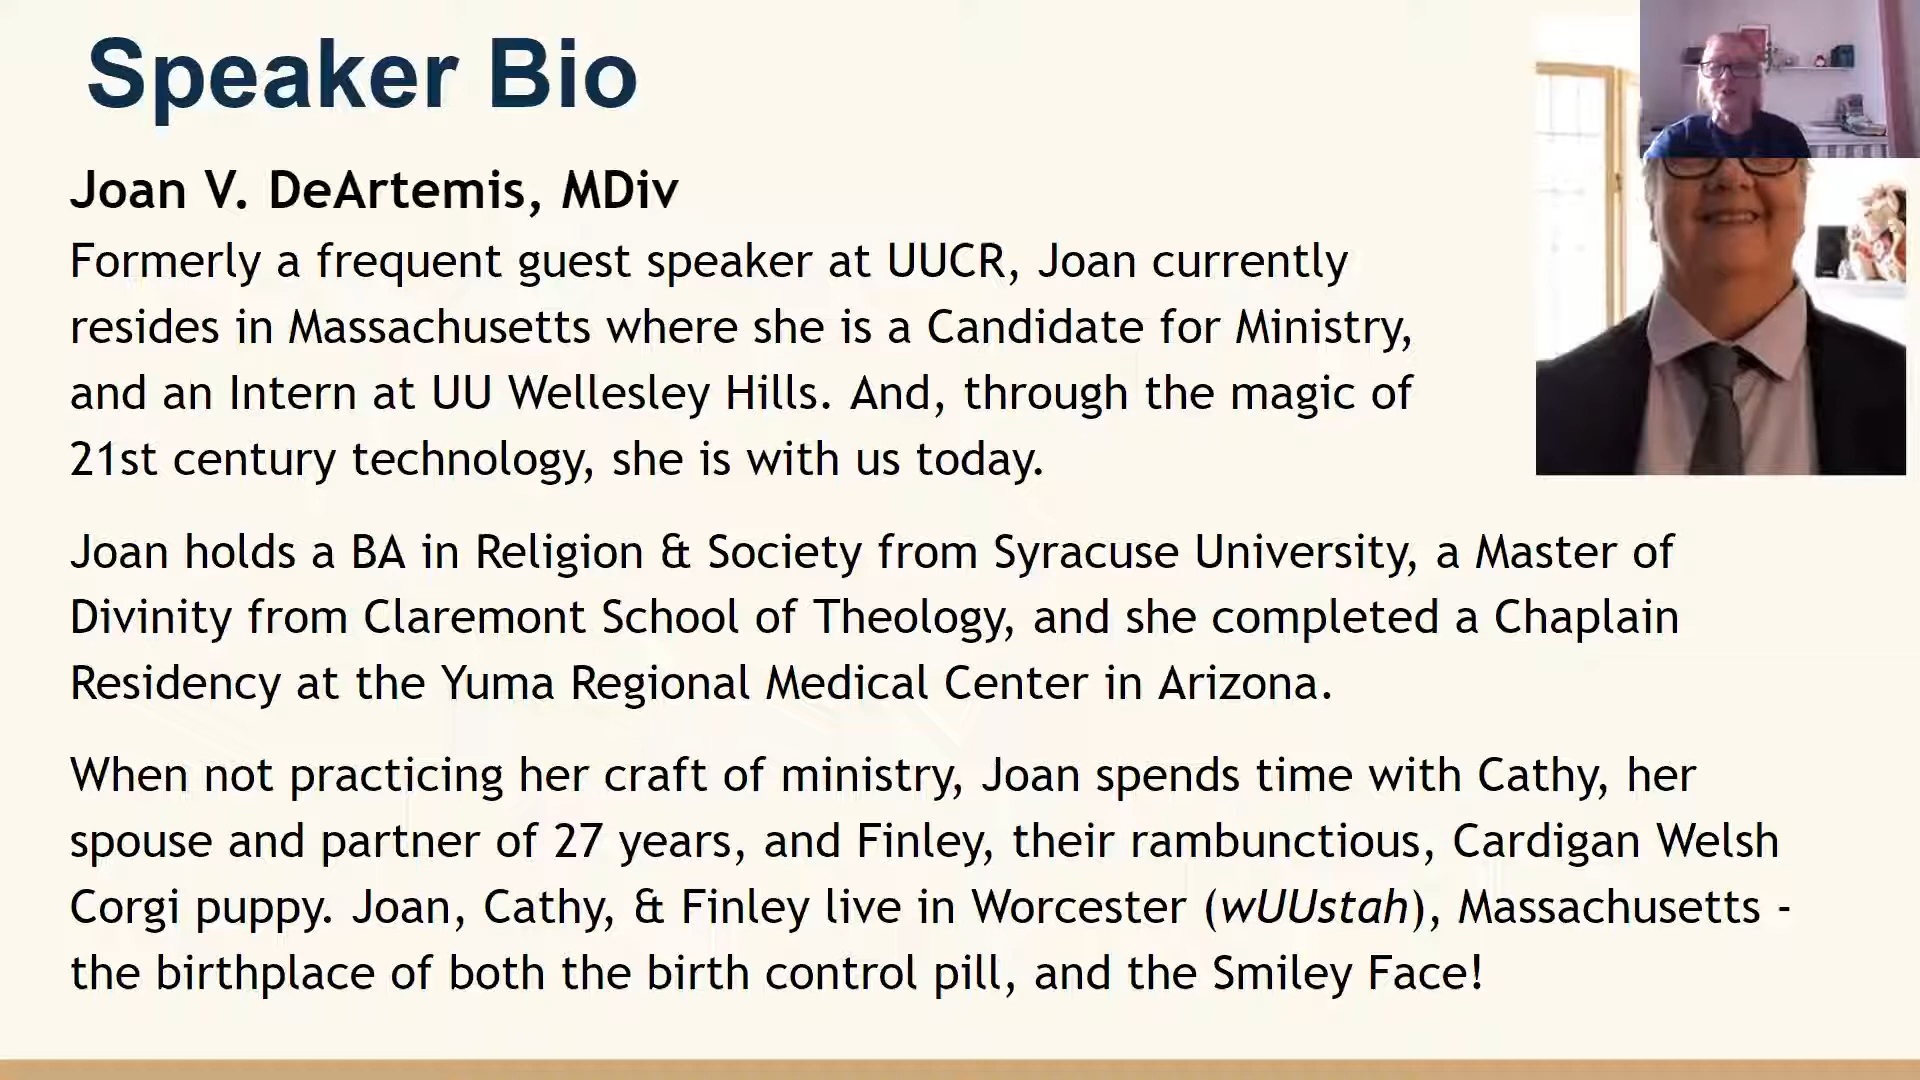 Speaker Bio
Joan V. DeArtemis, MDiv
Formerly a frequent guest speaker at UUCR, Joan currently
resides in Massachusetts where she is a Candidate for Ministry,
and an Intern at UU Wellesley Hills. And, through the magic of
21st century technology, she is with us today.
Joan holds a BA in Religion & Society from Syracuse University, a Master of
Divinity from Claremont School of Theology, and she completed a Chaplain
Residency at the Yuma Regional Medical Center in Arizona.
When not practicing her craft of ministry, Joan spends time with Cathy, her
spouse and partner of 27 years, and Finley, their rambunctious, Cardigan Welsh
Corgi puppy. Joan, Cathy, & Finley live in Worcester (wUUstah), Massachusetts -
the birthplace of both the birth control pill, and the Smiley Face!